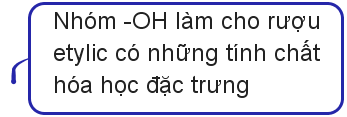 Nhóm -OH làm cho rượu
etylic có những tính chất
hóa học đặc trưng